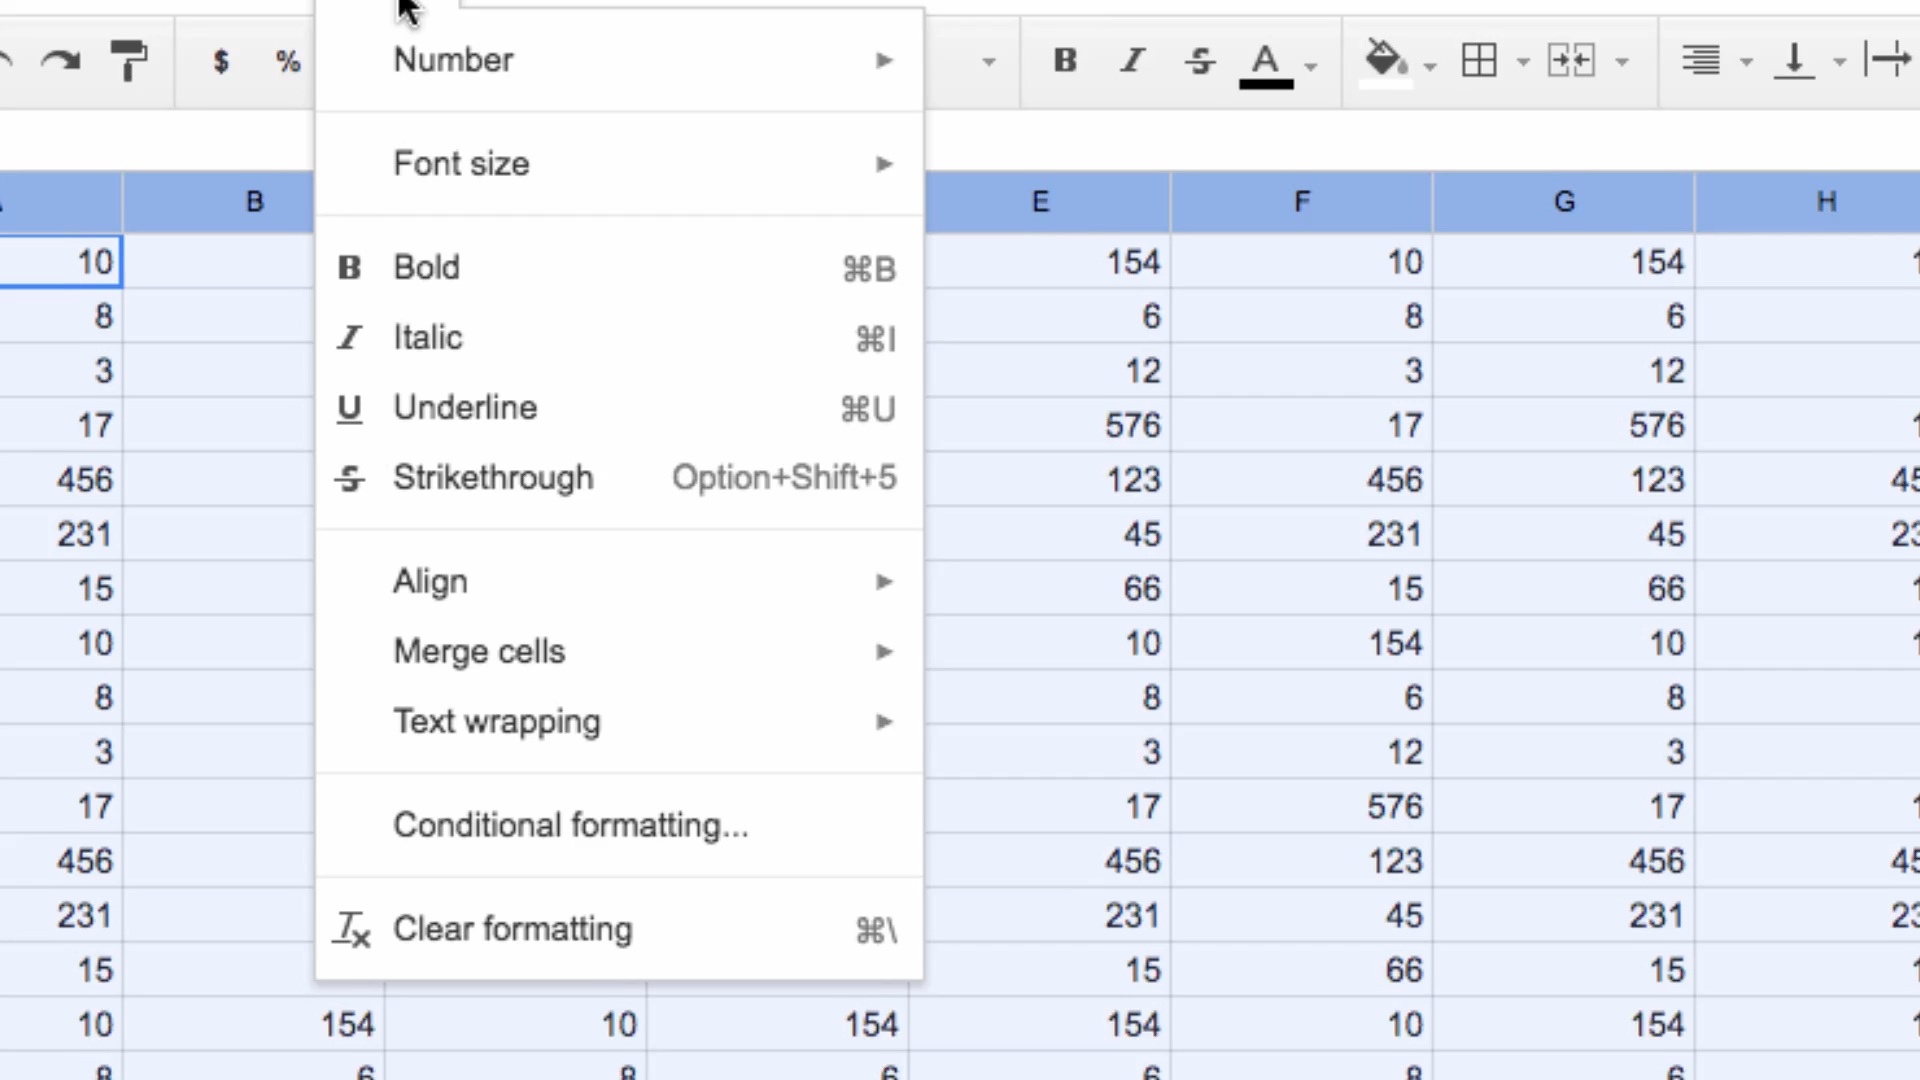 $ % B I S A
Number
Font size
B E F G H
10 154 10 154
B Bold ⌘B
8 6 8 6
I Italic ⌘I
3 12 3 12
U Underline ⌘U
17 576 17 576
S Strikethrough Option+Shift+5
456 123 456 123
231 45 231 45
Align
15 66 15 66
Merge cells
10 10 154 10
8 8 6 8
Text wrapping
3 3 12 3
17 17 576 17
Conditional formatting...
456 456 123 456
231 231 45 231
Clear formatting ⌘\
15 15 66 15
10 154 10 154 154 10 154
8 6 8 6 6 8 6